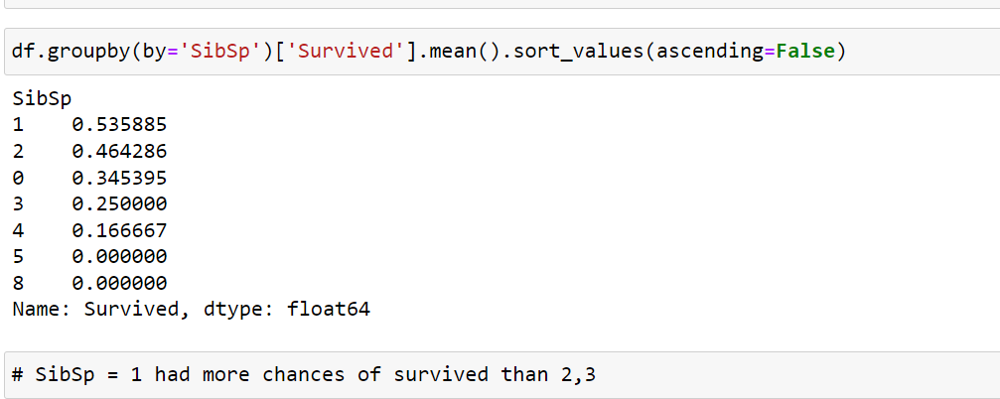 df.groupby(by='SibSp')['Survived'].mean().sort_values(ascending=False)
SibSp
1    0.535885
2    0.464286
0    0.345395
3    0.250000
4    0.166667
5    0.000000
8    0.000000
Name: Survived, dtype: float64
# SibSp = 1 had more chances of survived than 2,3